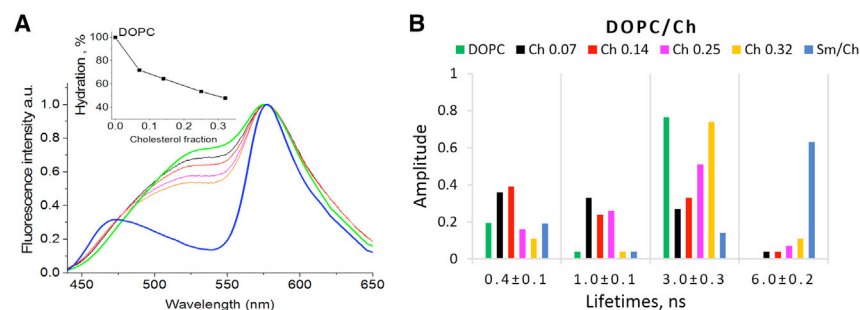 A
DOPC
Hydration , %
100
80
60
40
0.0 0.1 0.2 0.3
Cholesterol fraction
Fluorescence intensity a.u.
1.0
0.8
0.6
0.4
0.2
0.0
450 500 550 600 650
Wavelength (nm)
B
DOPC/Ch
DOPC Ch 0.07 Ch 0.14 Ch 0.25 Ch 0.32 Sm/Ch
Amplitude
1
0.8
0.6
0.4
0.2
0
0.4±0.1 1.0±0.1 3.0±0.3 6.0±0.2
Lifetimes, ns